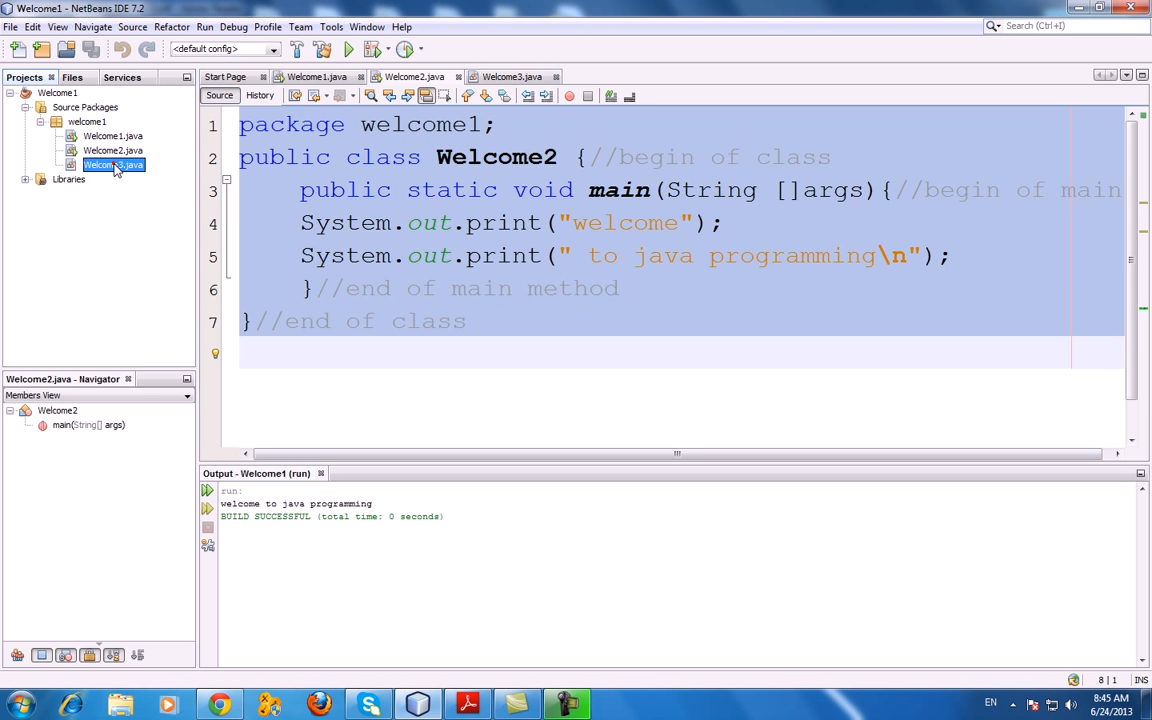 Welcome1 - NetBeans IDE 7.2
File Edit View Navigate Source Refactor Run Debug Profile Team Tools Window Help
Search (Ctrl+I)
<default config>
Projects Files Services
Start Page Welcome1.java Welcome2.java Welcome3.java
Source History
Welcome1
Source Packages
welcome1
Welcome1.java
Welcome2.java
Welcome3.java
Libraries
1 package welcome1;
2 public class Welcome2 {//begin of class
3 public static void main(String []args){//begin of main
4 System.out.print("welcome");
5 System.out.print(" to java programming\n");
6 }//end of main method
7 }//end of class
Welcome2.java - Navigator
Members View
Welcome2
main(String[] args)
Output - Welcome1 (run)
run:
welcome to java programming
BUILD SUCCESSFUL (total time: 0 seconds)
8 | 1 INS
EN
8:45 AM
6/24/2013